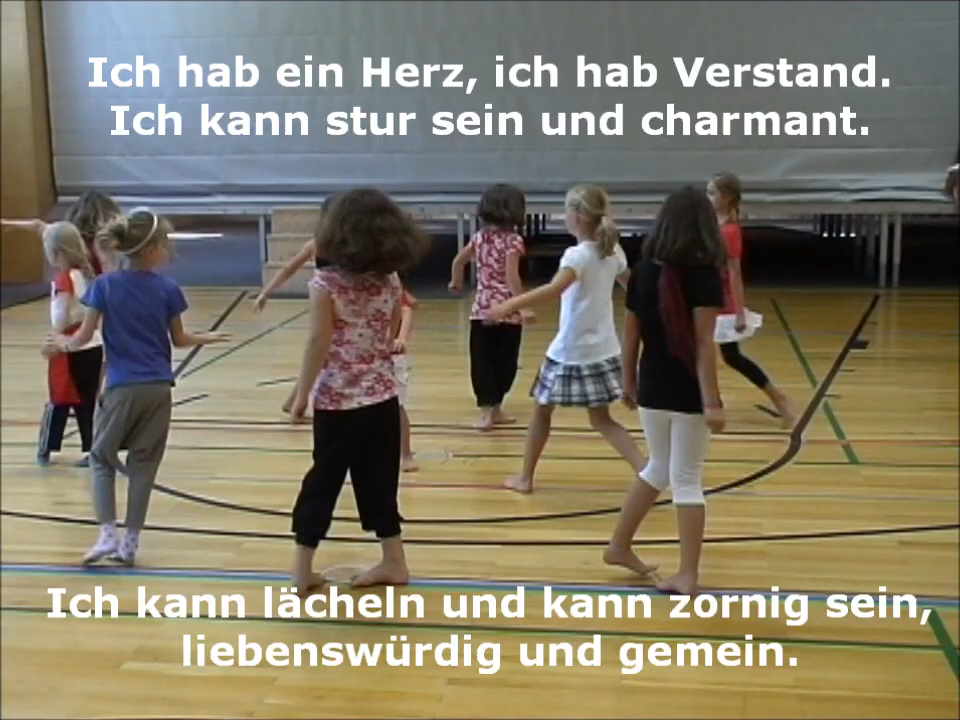 Ich hab ein Herz, ich hab Verstand.
Ich kann stur sein und charmant.
Ich kann lächeln und kann zornig sein,
liebenswürdig und gemein.